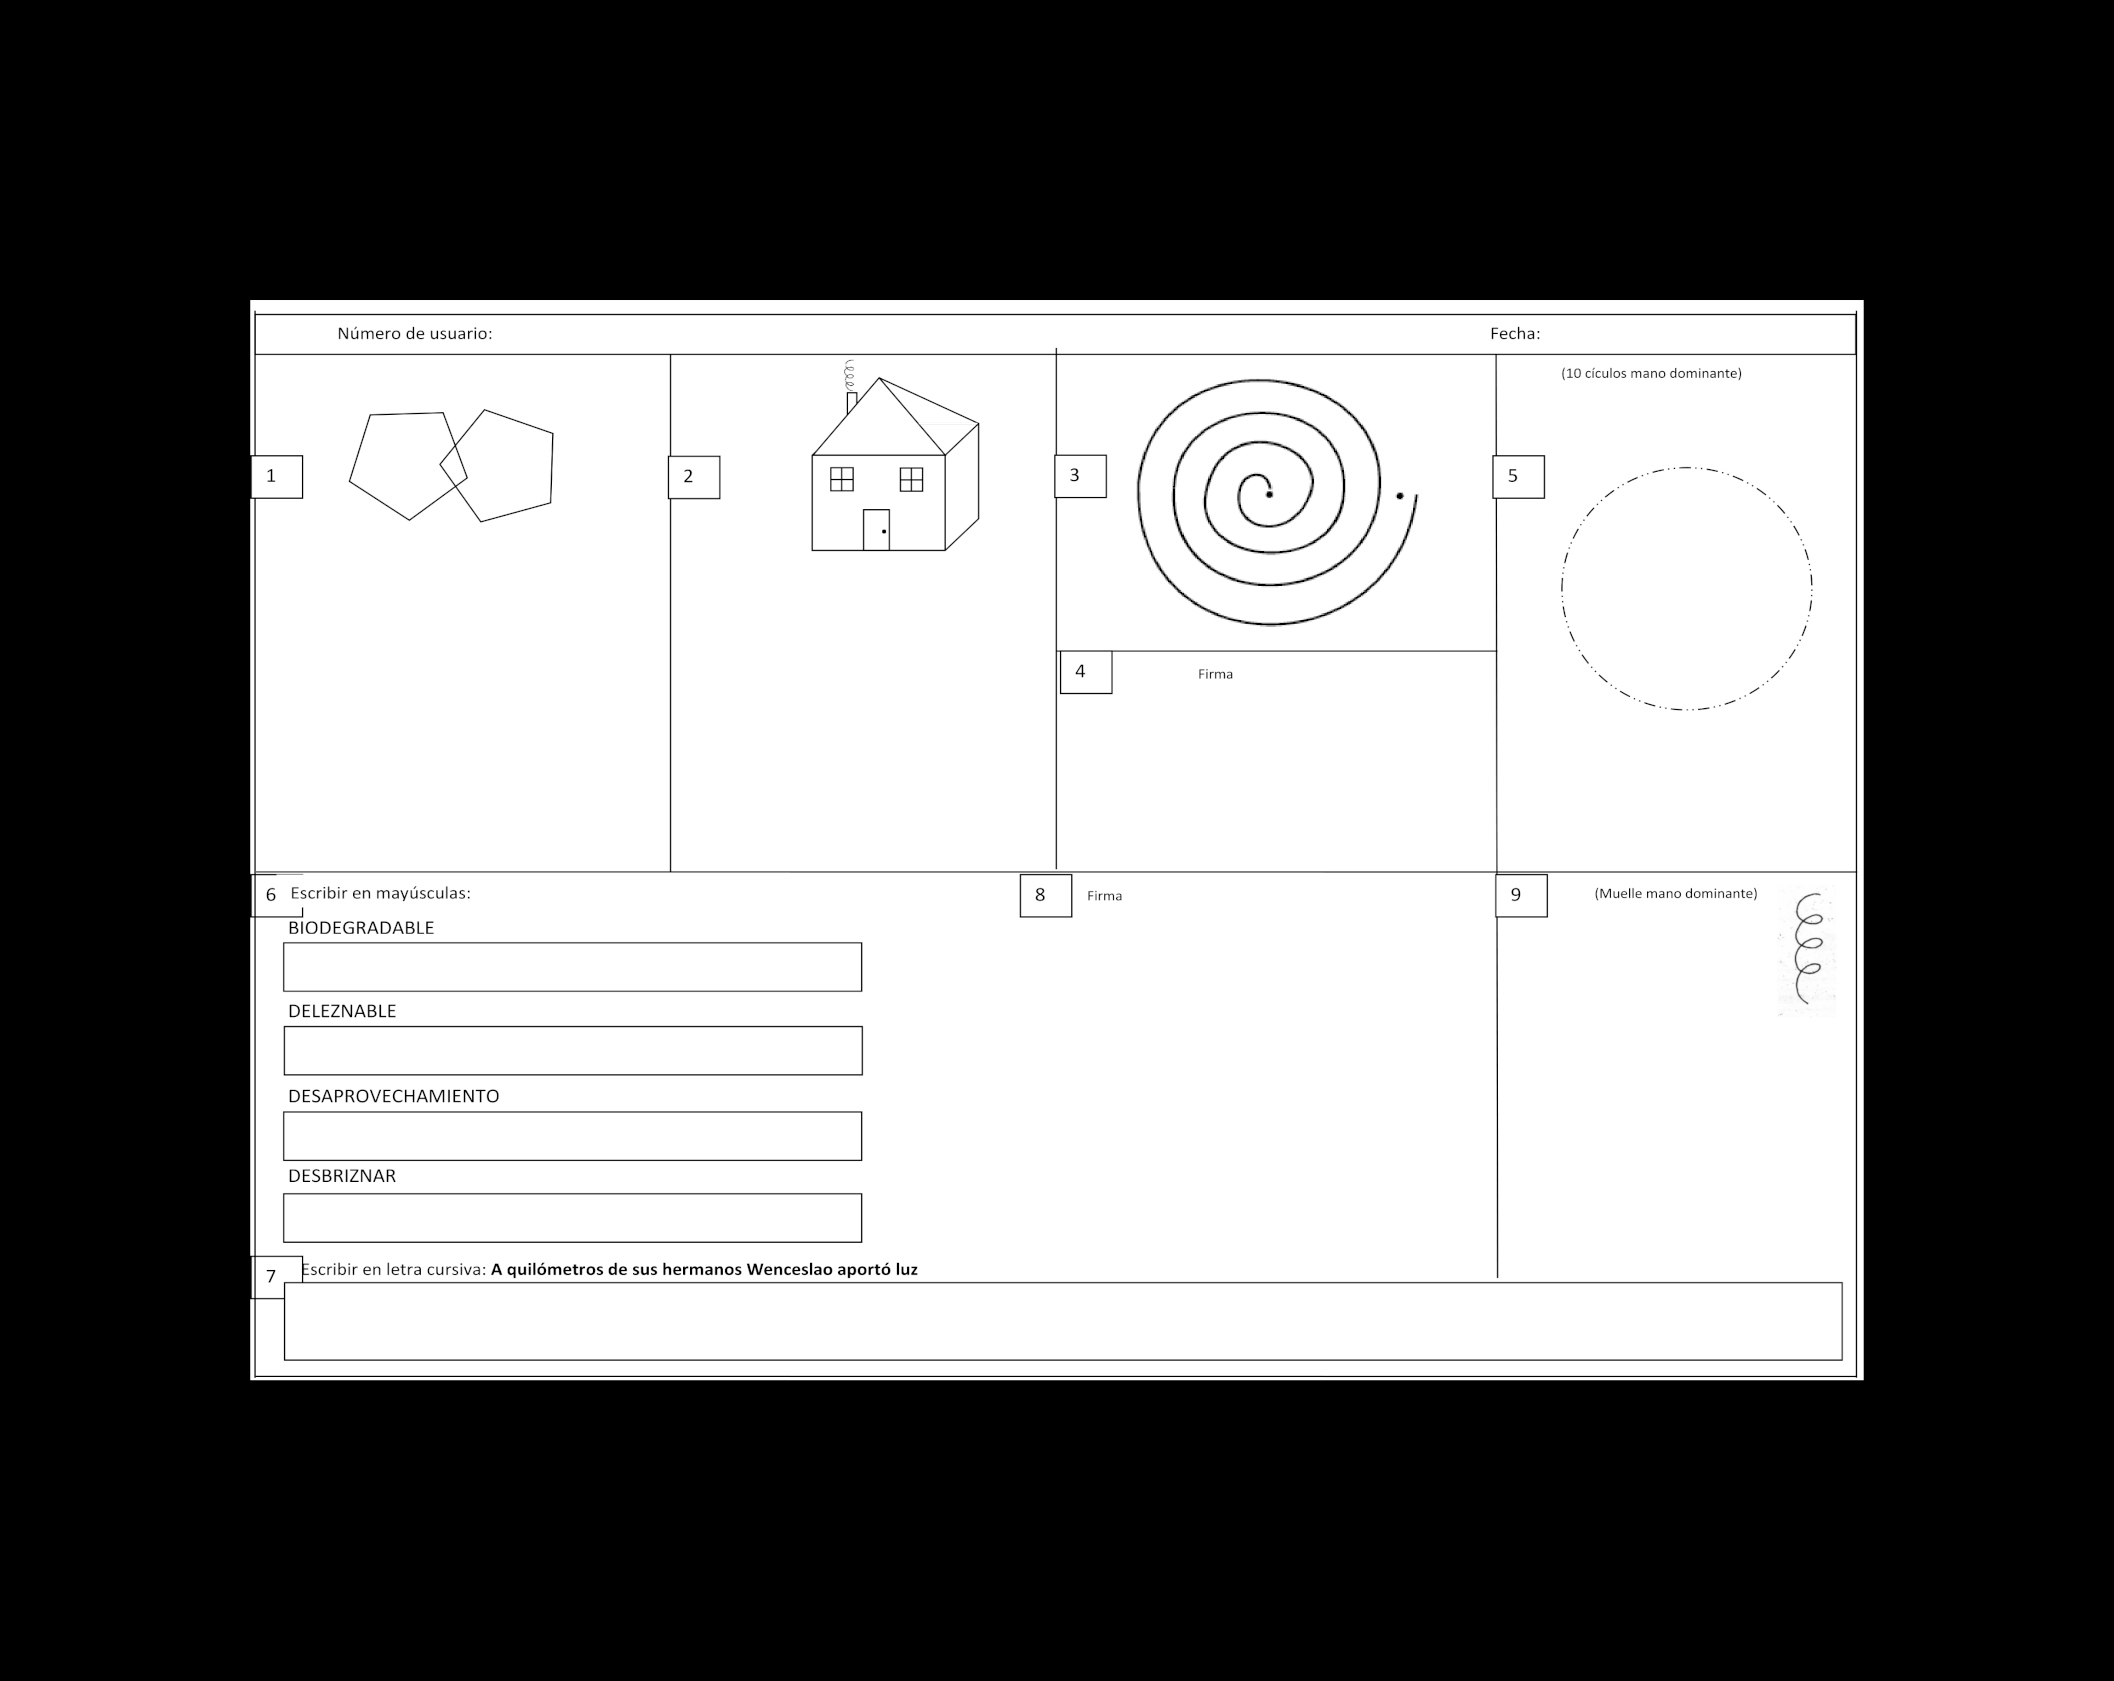 Número de usuario:
Fecha:
1
2
3
(10 cículos mano dominante)
5
4
Firma
6
Escribir en mayúsculas:
BIODEGRADABLE
DELEZNABLE
DESAPROVECHAMIENTO
DESBRIZNAR
8
Firma
9
(Muelle mano dominante)
7
Escribir en letra cursiva: A quilómetros de sus hermanos Wenceslao aportó luz